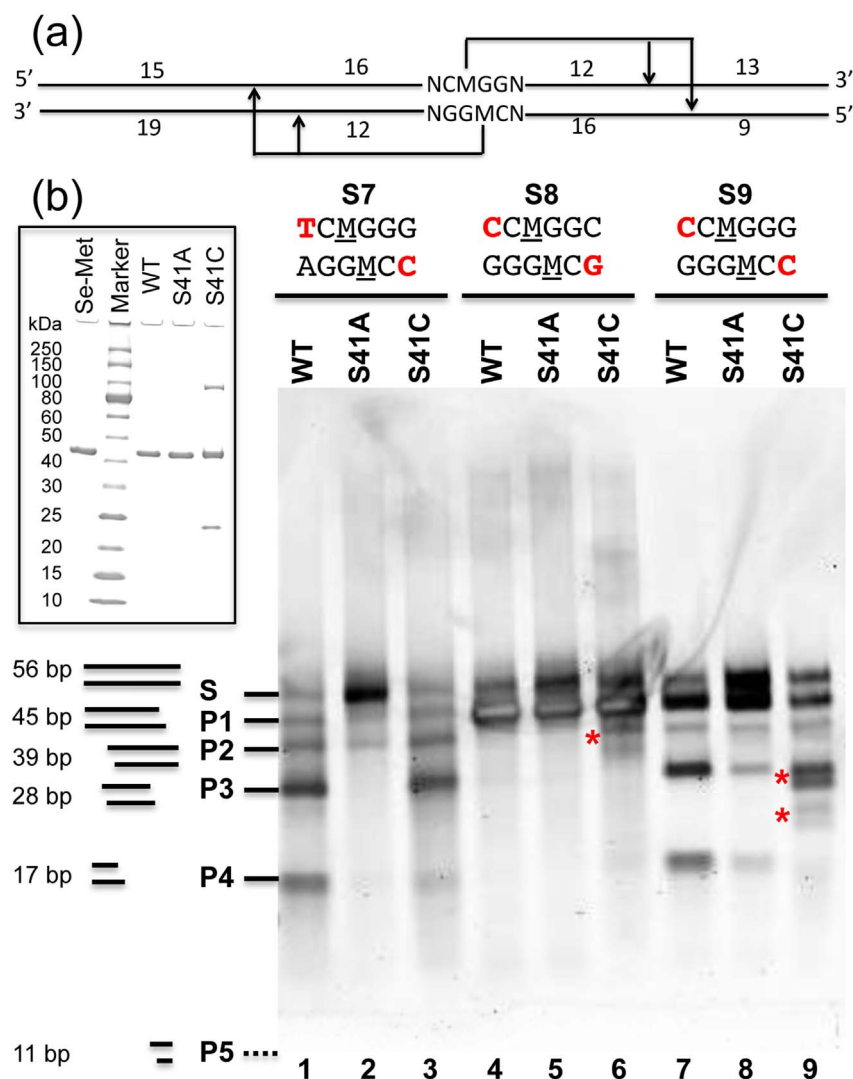 (a)
15 16 12 13
5’ NCMGGN 3’
3’ NGGMCN 5’
19 12 16 9
(b)
S7 S8 S9
TCMGGG CCMGGC CCMGGG
AGGMCC GGGMCG GGGMCC
Se-Met Marker WT S41A S41C
WT S41A S41C WT S41A S41C WT S41A S41C
kDa
250
150
100
80
60
50
40
30
25
20
15
10
56 bp S
45 bp P1
39 bp P2
28 bp P3
17 bp P4
11 bp P5
* * *
1 2 3 4 5 6 7 8 9